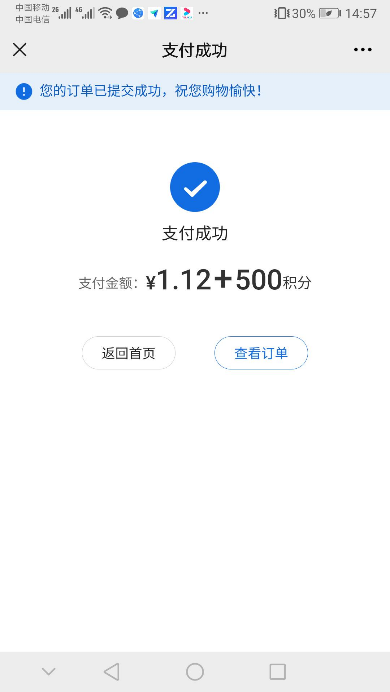 中国移动 2G 4G 30% 14:57
中国电信
支付成功
您的订单已提交成功，祝您购物愉快！
支付成功
支付金额：¥1.12+500积分
返回首页 查看订单